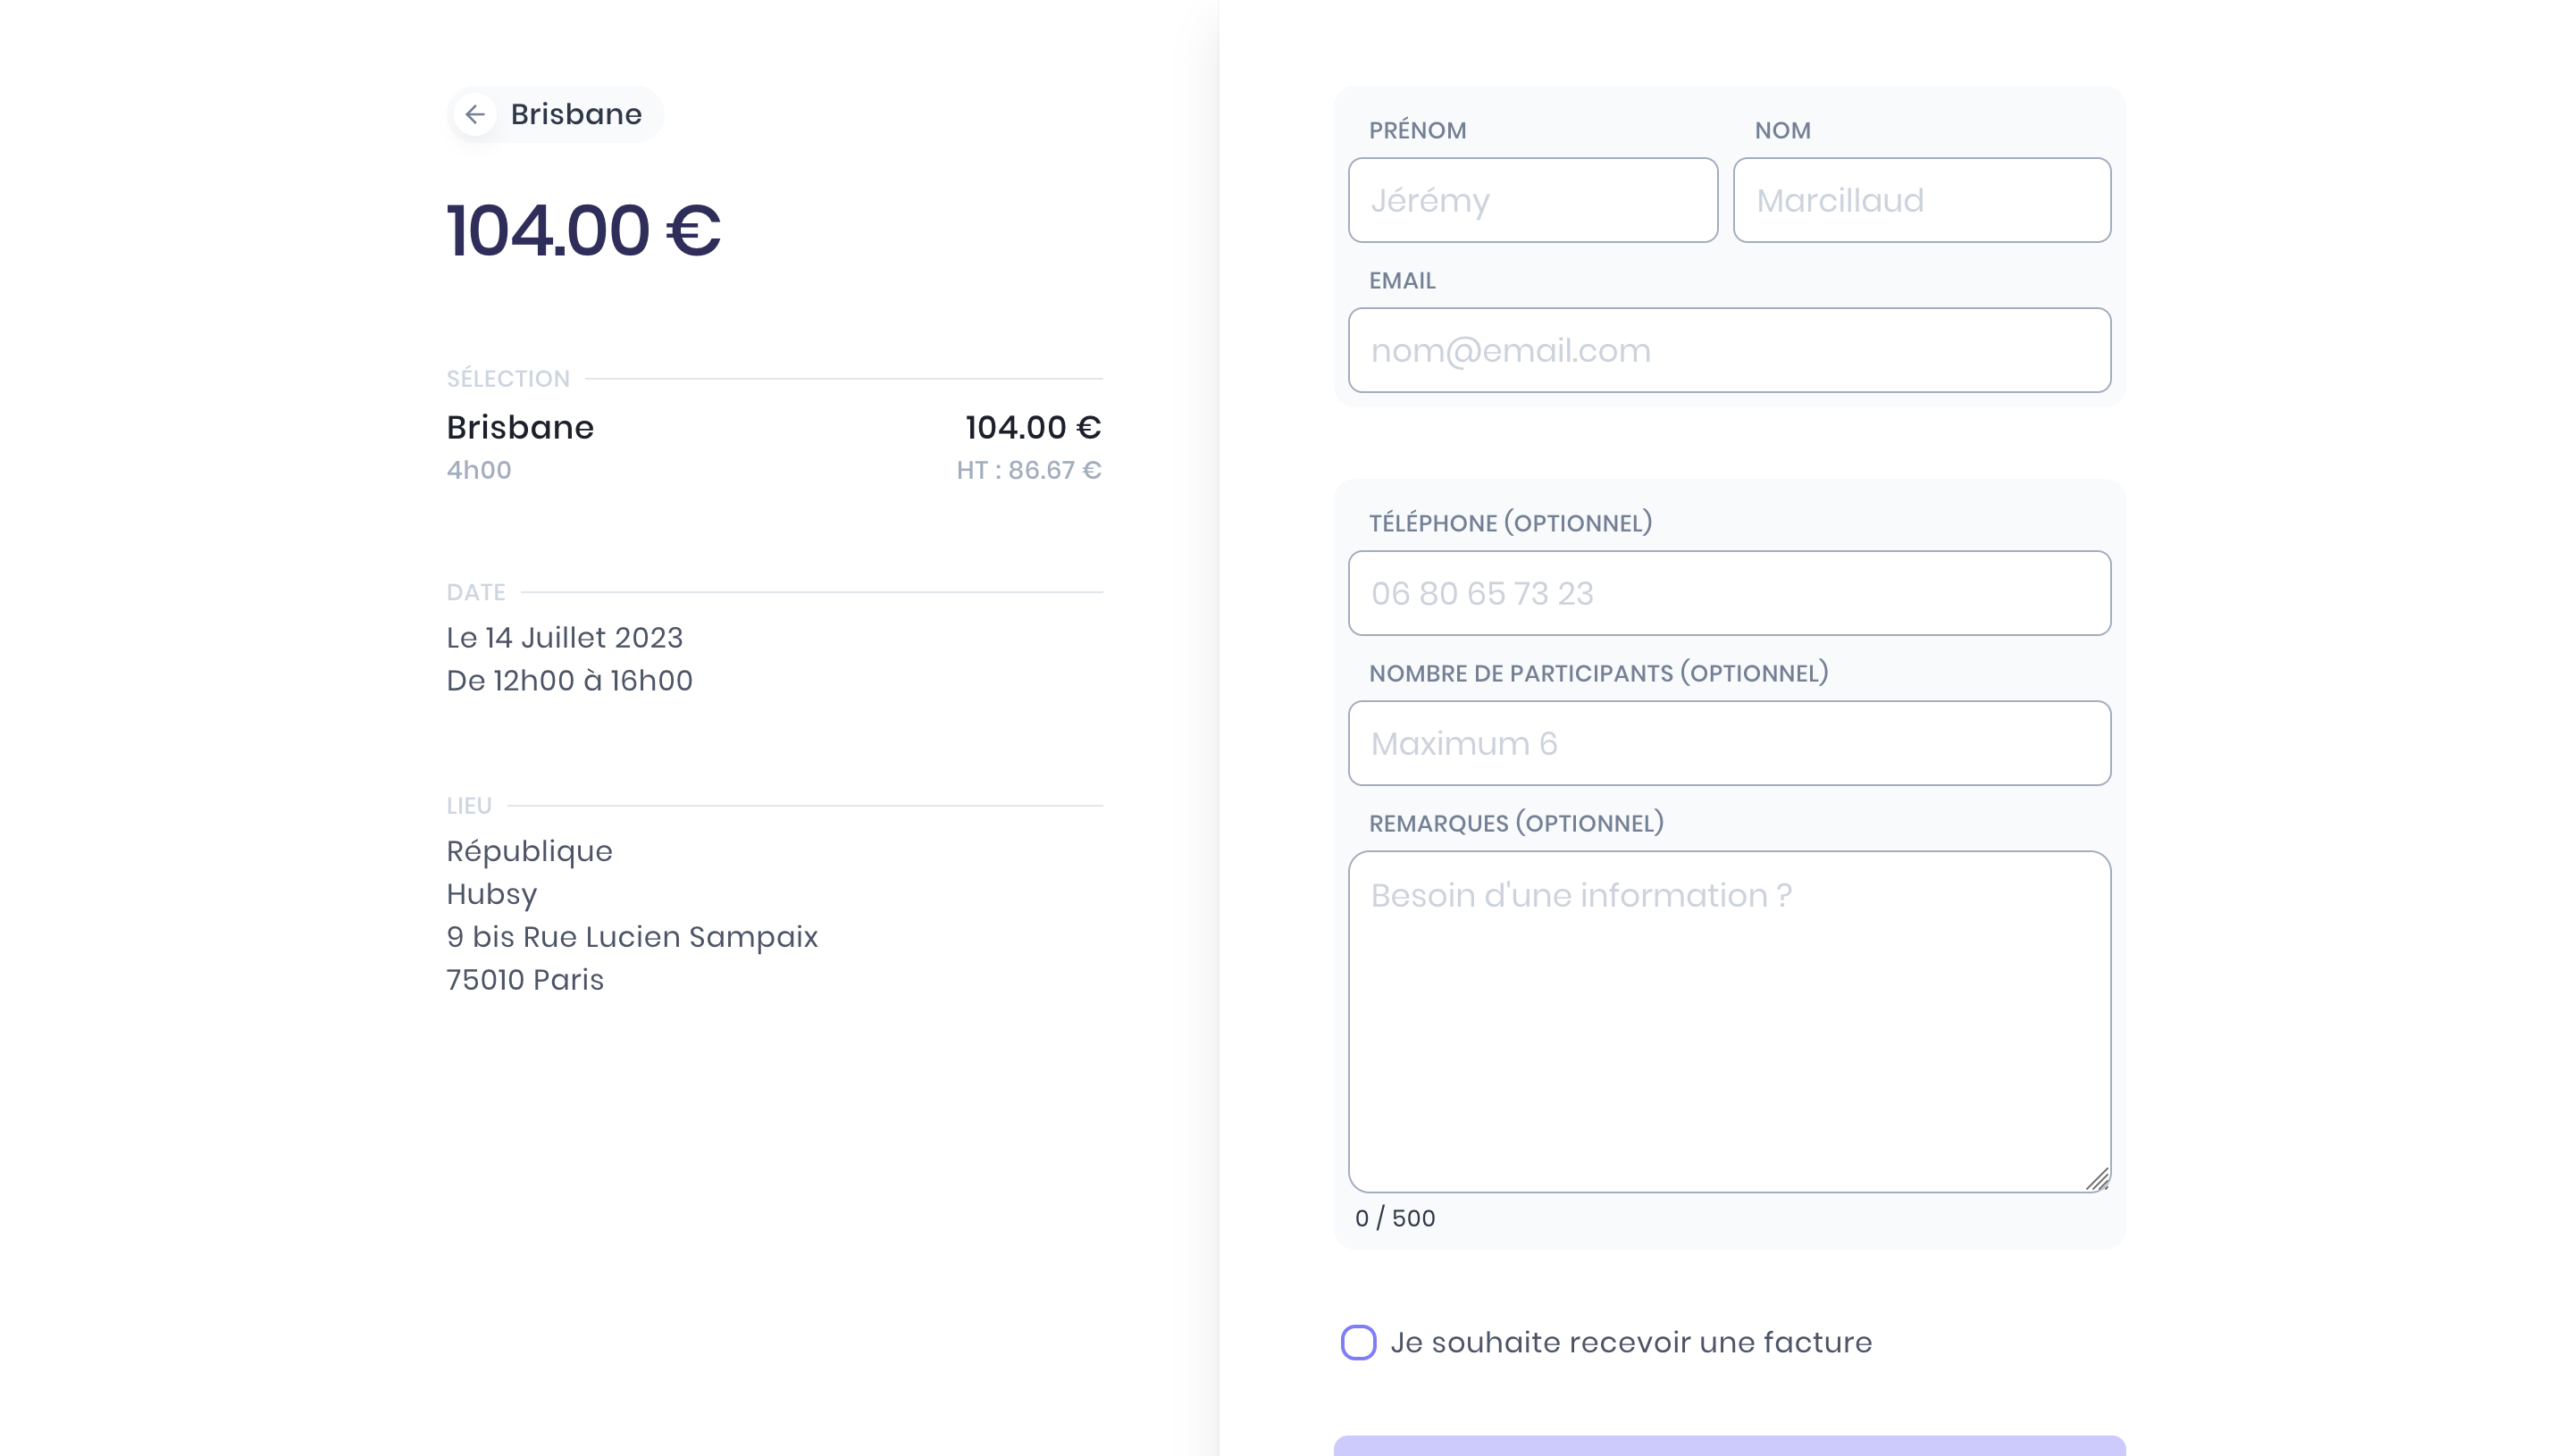 Brisbane
104.00 €
SÉLECTION
Brisbane 104.00 €
4h00 HT : 86.67 €
DATE
Le 14 Juillet 2023
De 12h00 à 16h00
LIEU
République
Hubsy
9 bis Rue Lucien Sampaix
75010 Paris
PRÉNOM NOM
Jérémy Marcillaud
EMAIL
nom@email.com
TÉLÉPHONE (OPTIONNEL)
06 80 65 73 23
NOMBRE DE PARTICIPANTS (OPTIONNEL)
Maximum 6
REMARQUES (OPTIONNEL)
Besoin d'une information ?
0 / 500
Je souhaite recevoir une facture